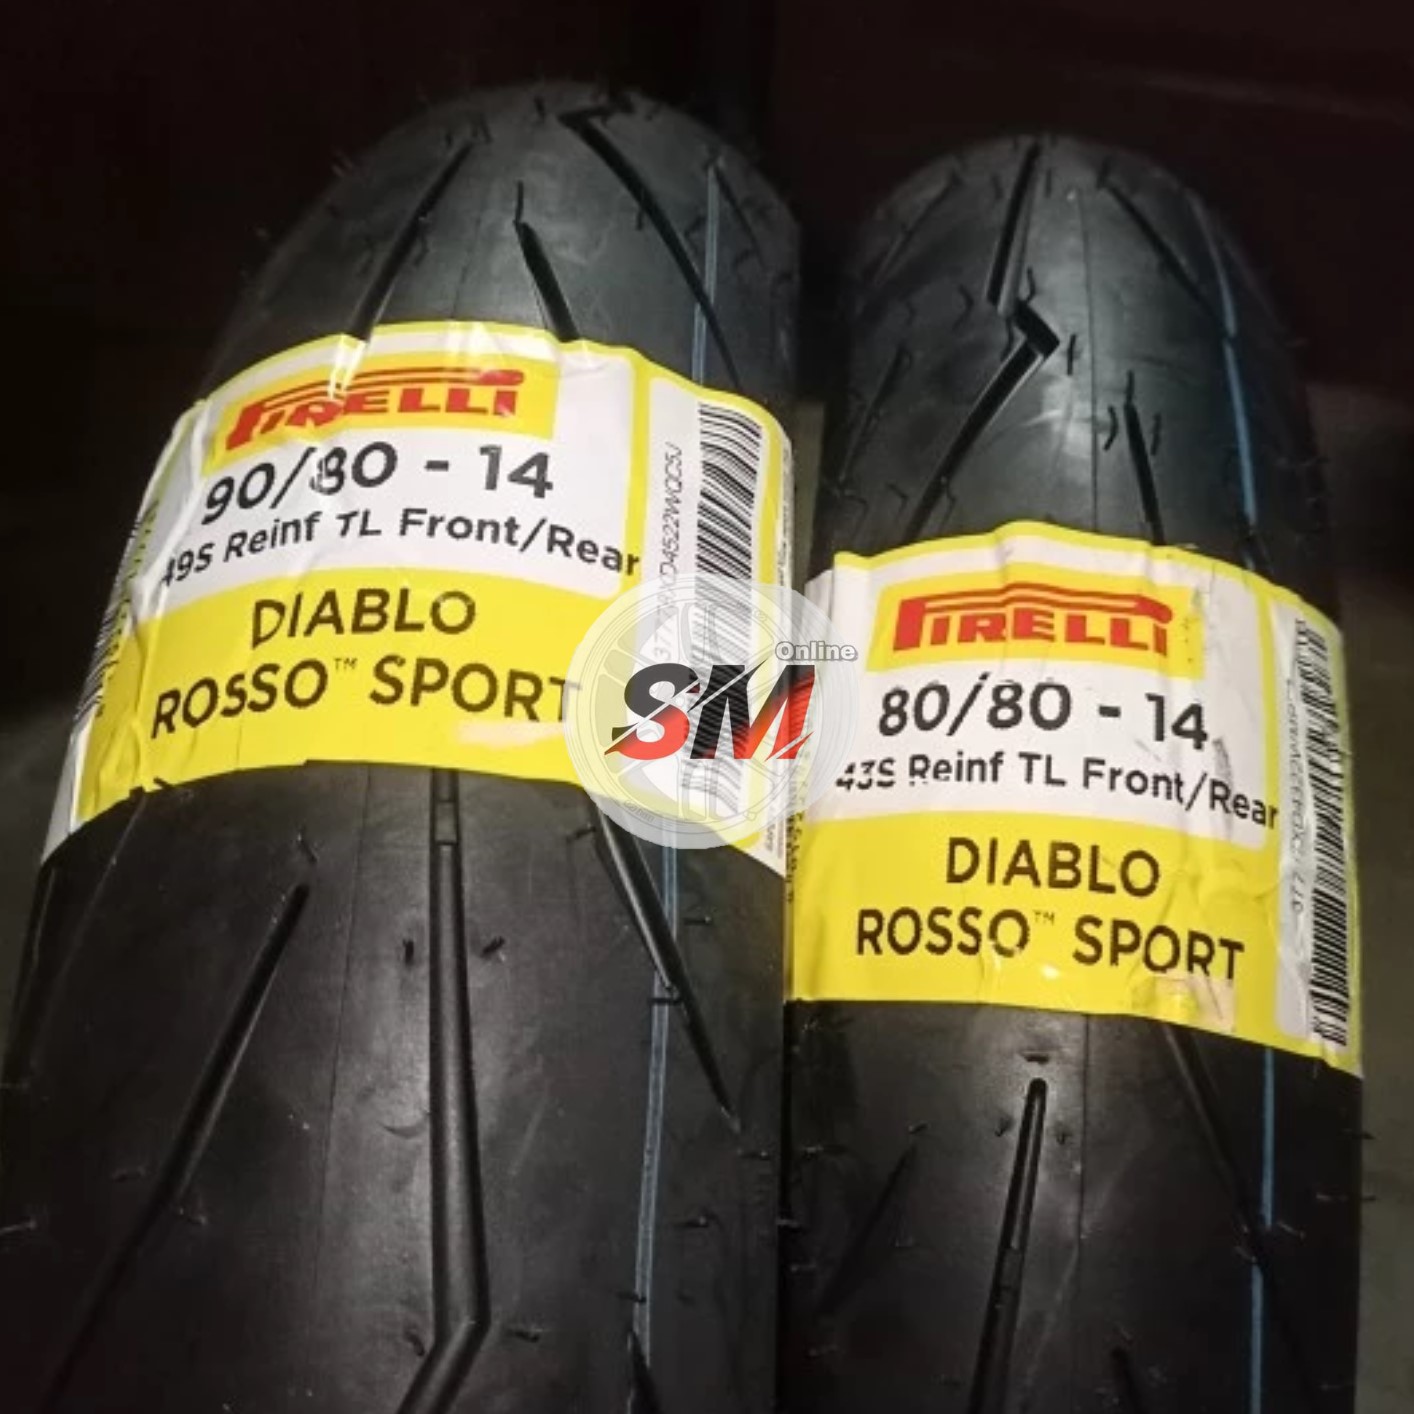 PIRELLI
90/80 - 14
49S Reinf TL Front/Rear
DIABLO
ROSSO™ SPORT
Online
SM
PIRELLI
80/80 - 14
43S Reinf TL Front/Rear
DIABLO
ROSSO™ SPORT